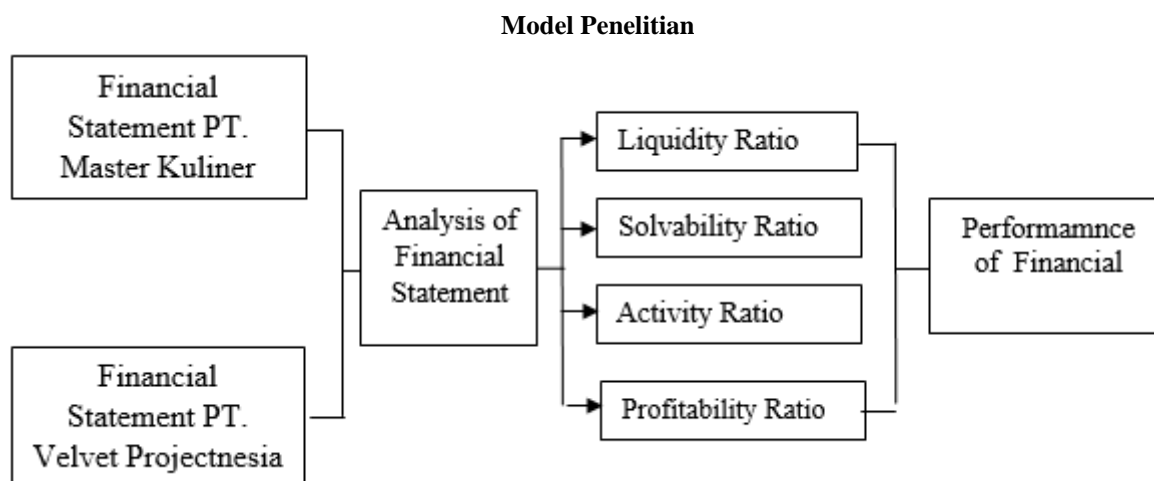 Model Penelitian
Financial
Statement PT.
Master Kuliner
Financial
Statement PT.
Velvet Projectnesia
Analysis of
Financial
Statement
Liquidity Ratio
Solvability Ratio
Activity Ratio
Profitability Ratio
Performamnce
of Financial